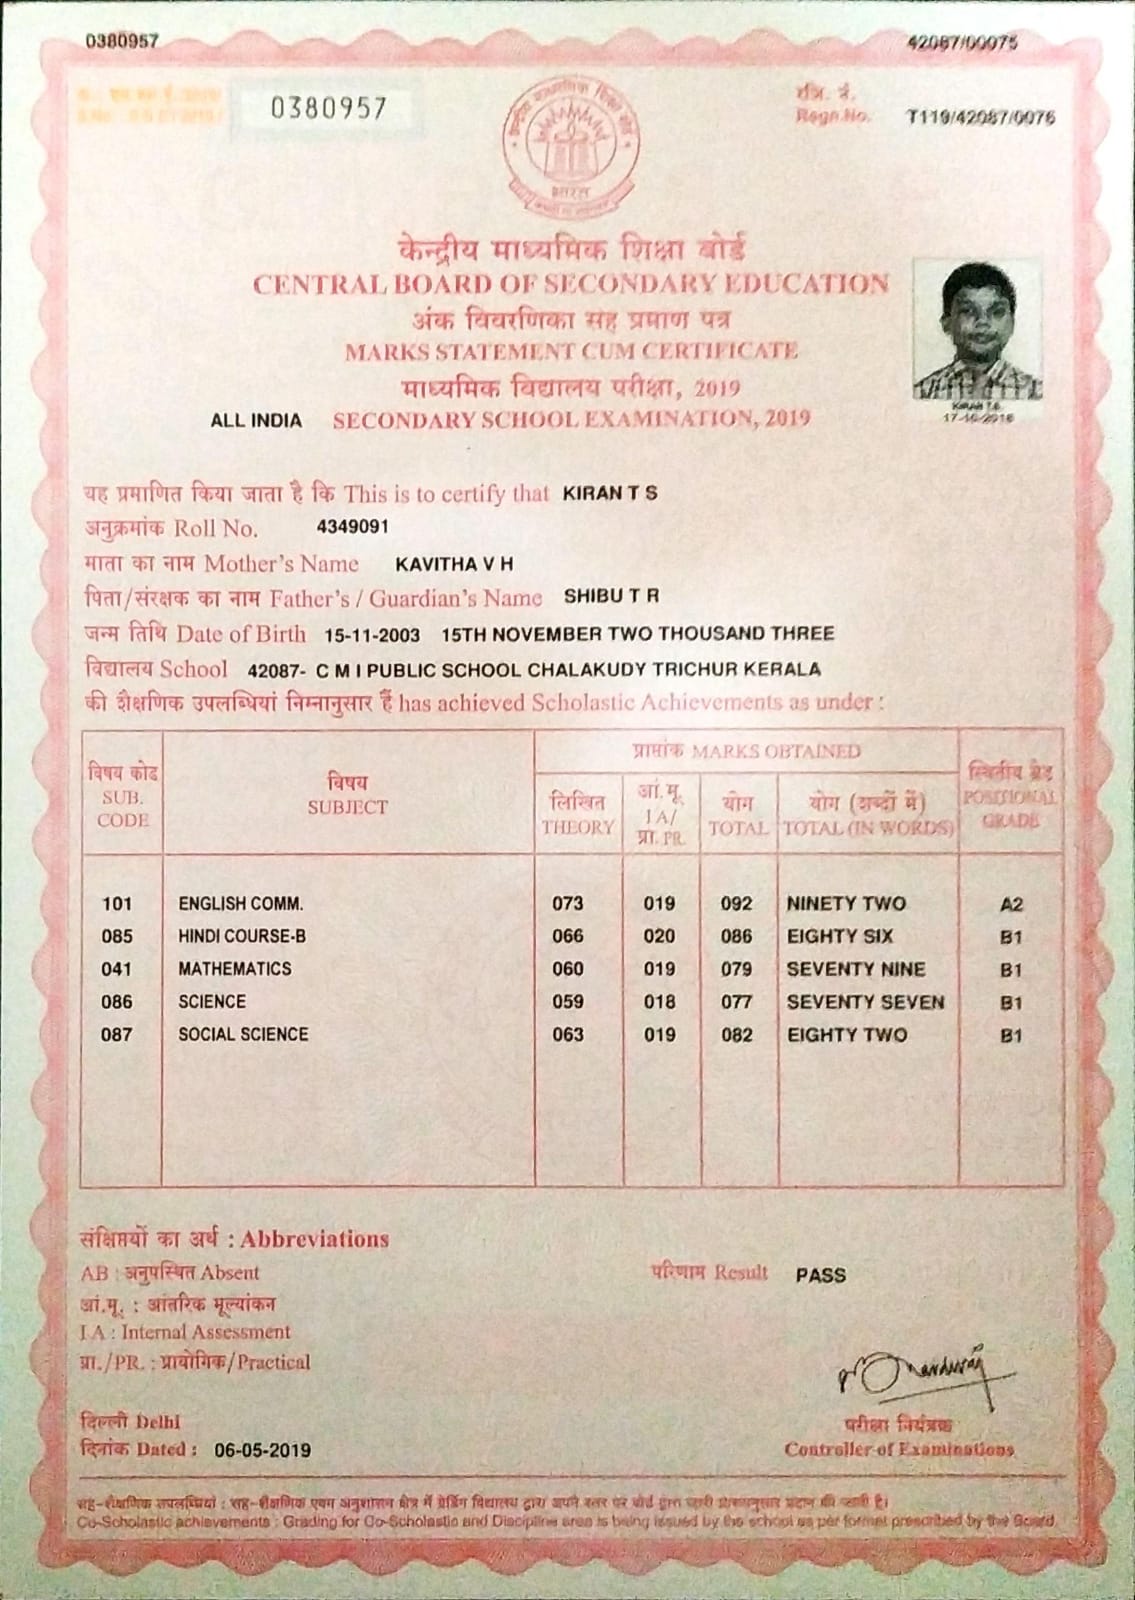 0380957 42087/00075
0380957
रजि. नं.
Regn.No. T119/42087/0076
भारत
केन्द्रीय माध्यमिक शिक्षा बोर्ड
CENTRAL BOARD OF SECONDARY EDUCATION
अंक विवरणिका सह प्रमाण पत्र
MARKS STATEMENT CUM CERTIFICATE
माध्यमिक विद्यालय परीक्षा, 2019
ALL INDIA SECONDARY SCHOOL EXAMINATION, 2019
KIRAN T S
17-10-2018
यह प्रमाणित किया जाता है कि This is to certify that KIRAN T S
अनुक्रमांक Roll No. 4349091
माता का नाम Mother's Name KAVITHA V H
पिता/संरक्षक का नाम Father's / Guardian's Name SHIBU T R
जन्म तिथि Date of Birth 15-11-2003 15TH NOVEMBER TWO THOUSAND THREE
विद्यालय School 42087- C M I PUBLIC SCHOOL CHALAKUDY TRICHUR KERALA
की शैक्षणिक उपलब्धियां निम्नानुसार हैं has achieved Scholastic Achievements as under :
विषय कोड
SUB.
CODE
विषय
SUBJECT
प्राप्तांक MARKS OBTAINED
लिखित
THEORY
आं.मू.
I A/
प्रा. PR.
योग
TOTAL
योग (शब्दों में)
TOTAL (IN WORDS)
स्थितीय ग्रेड
POSITIONAL
GRADE
101 ENGLISH COMM. 073 019 092 NINETY TWO A2
085 HINDI COURSE-B 066 020 086 EIGHTY SIX B1
041 MATHEMATICS 060 019 079 SEVENTY NINE B1
086 SCIENCE 059 018 077 SEVENTY SEVEN B1
087 SOCIAL SCIENCE 063 019 082 EIGHTY TWO B1
संक्षिप्तयों का अर्थ : Abbreviations
AB : अनुपस्थित Absent परिणाम Result PASS
आं.मू. : आंतरिक मूल्यांकन
I A : Internal Assessment
प्रा./PR. : प्रायोगिक/Practical
दिल्ली Delhi परीक्षा नियंत्रक
दिनांक Dated : 06-05-2019 Controller of Examinations
सह-शैक्षणिक उपलब्धियां : सह-शैक्षणिक एवम अनुशासन क्षेत्र में ग्रेडिंग विद्यालय द्वारा अपने स्तर पर बोर्ड द्वारा जारी प्रारूपानुसार प्रदान की जाती है।
Co-Scholastic achievements : Grading for Co-Scholastic and Discipline area is being issued by the school as per format prescribed by the Board.